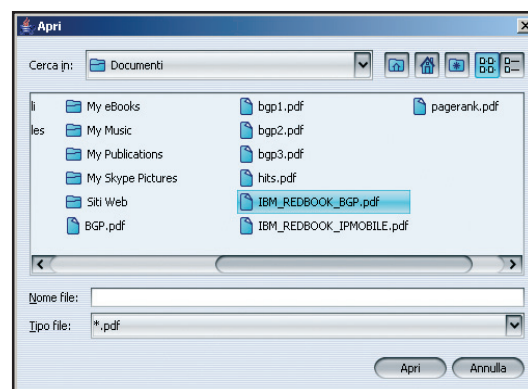 Apri
Cerca in: Documenti
li
les
My eBooks
My Music
My Publications
My Skype Pictures
Siti Web
BGP.pdf
bgp1.pdf
bgp2.pdf
bgp3.pdf
hits.pdf
IBM_REDBOOK_BGP.pdf
IBM_REDBOOK_IPMOBILE.pdf
pagerank.pdf
Nome file:
Tipo file: *.pdf
Apri Annulla